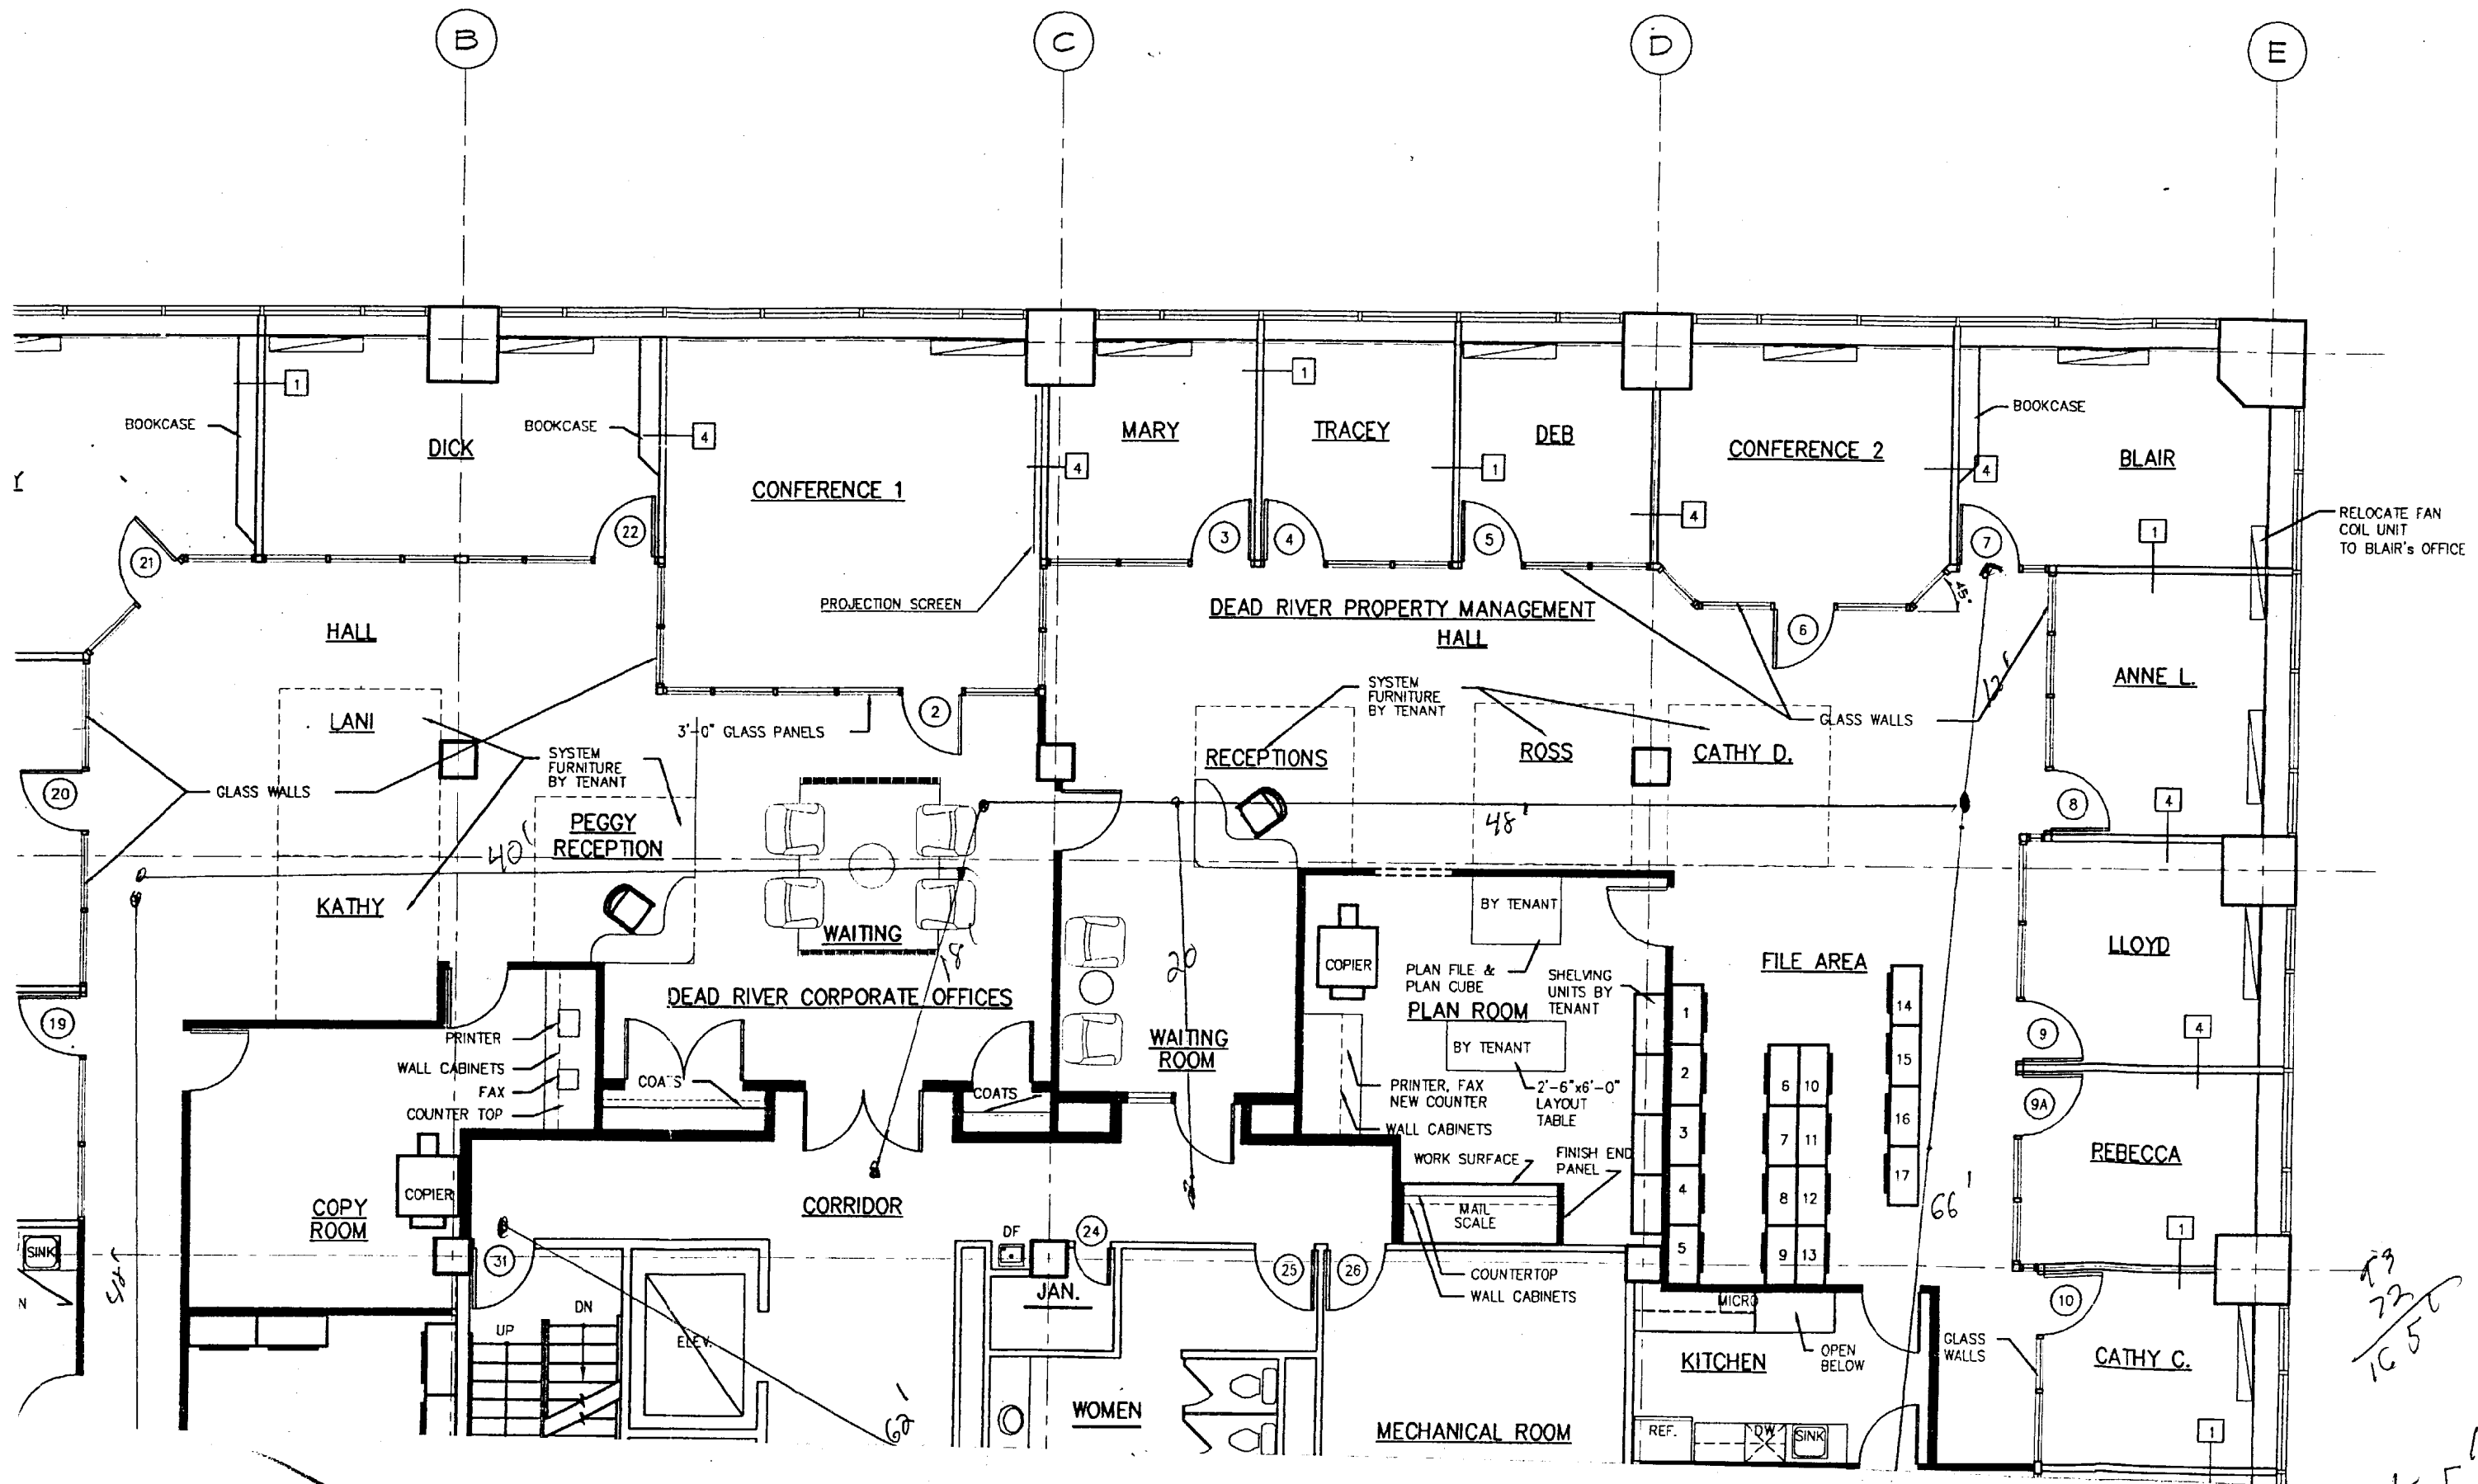 B
C
D
E
BOOKCASE
1
DICK
BOOKCASE
4
CONFERENCE 1
4
MARY
1
TRACEY
1
DEB
4
CONFERENCE 2
4
BOOKCASE
BLAIR
1
RELOCATE FAN
COIL UNIT
TO BLAIR's OFFICE
Y
21
22
3
4
5
6
7
45°
PROJECTION SCREEN
HALL
DEAD RIVER PROPERTY MANAGEMENT
HALL
ANNE L.
12'
LANI
2
3'-0" GLASS PANELS
SYSTEM
FURNITURE
BY TENANT
SYSTEM
FURNITURE
BY TENANT
RECEPTIONS
ROSS
CATHY D.
GLASS WALLS
GLASS WALLS
20
8
4
PEGGY
RECEPTION
40'
48'
KATHY
WAITING
18
20
BY TENANT
COPIER
PLAN FILE &
PLAN CUBE
SHELVING
UNITS BY
TENANT
PLAN ROOM
FILE AREA
LLOYD
DEAD RIVER CORPORATE OFFICES
19
9
4
PRINTER
WALL CABINETS
FAX
COUNTER TOP
COATS
COATS
WAITING
ROOM
BY TENANT
PRINTER, FAX
NEW COUNTER
WALL CABINETS
2'-6"x6'-0"
LAYOUT
TABLE
1
2
3
4
5
6 10
7 11
8 12
9 13
14
15
16
17
9A
REBECCA
WORK SURFACE
FINISH END
PANEL
MAIL
SCALE
COPIER
COPY
ROOM
CORRIDOR
66'
1
SINK
N
31
DF
24
25
26
JAN.
COUNTERTOP
WALL CABINETS
MICRO
10
UP
DN
ELEV.
62'
WOMEN
MECHANICAL ROOM
KITCHEN
OPEN
BELOW
GLASS
WALLS
CATHY C.
REF.
DW
SINK
1